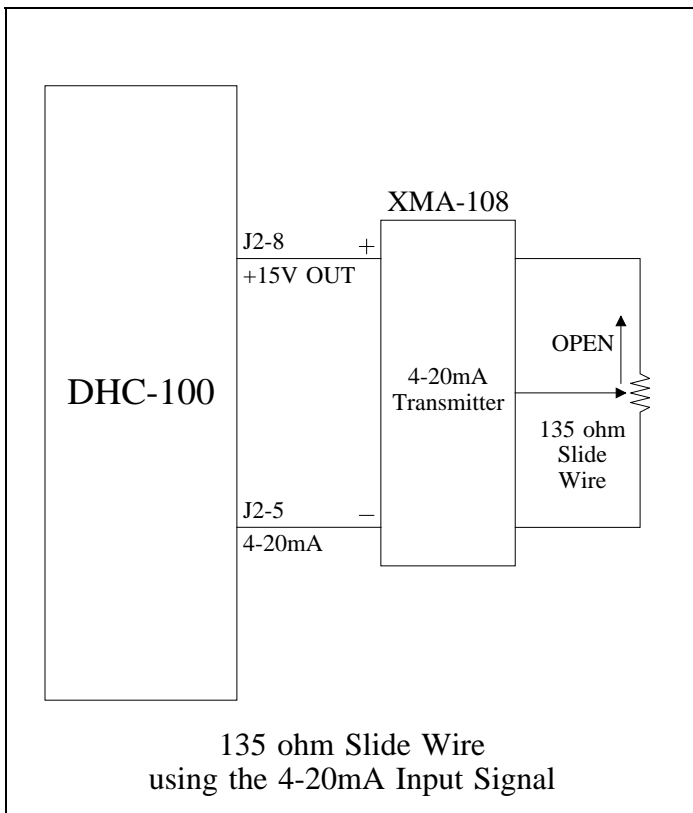 XMA-108
J2-8
+
+15V OUT
OPEN
DHC-100
4-20mA
Transmitter
135 ohm
Slide
Wire
J2-5
−
4-20mA
135 ohm Slide Wire
using the 4-20mA Input Signal